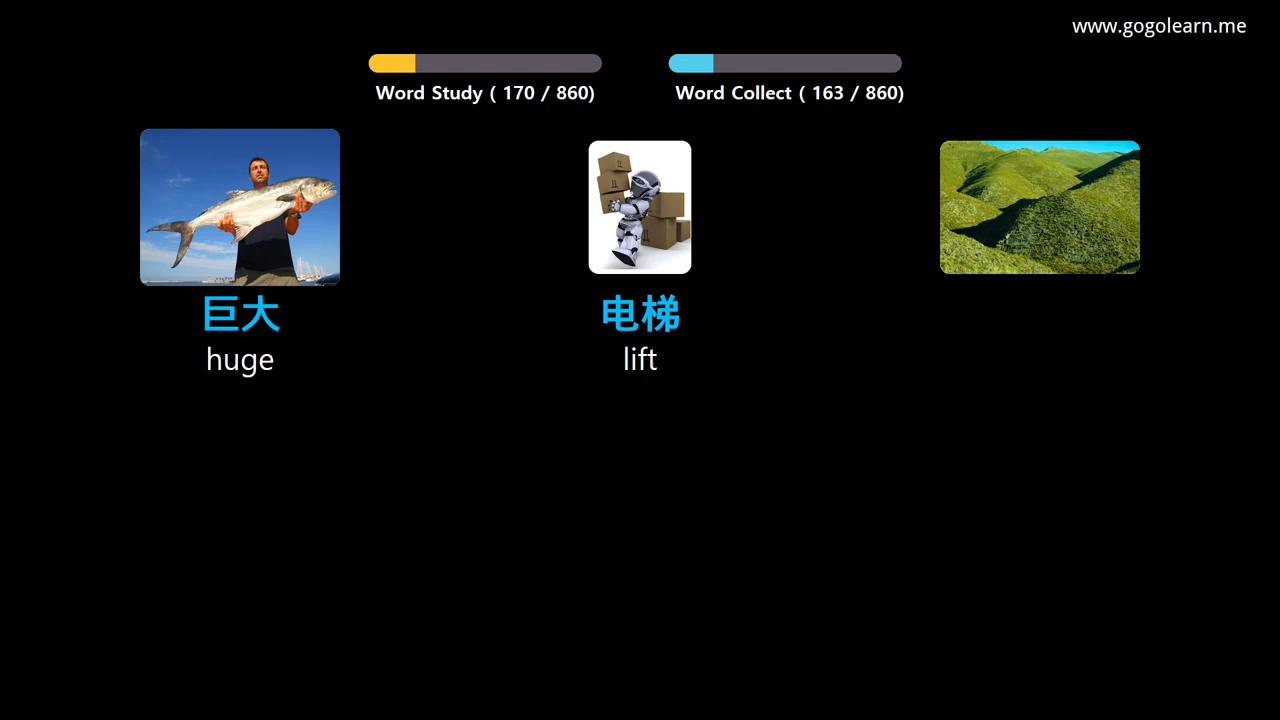 www.gogolearn.me
Word Study ( 170 / 860)
Word Collect ( 163 / 860)
巨大
huge
电梯
lift